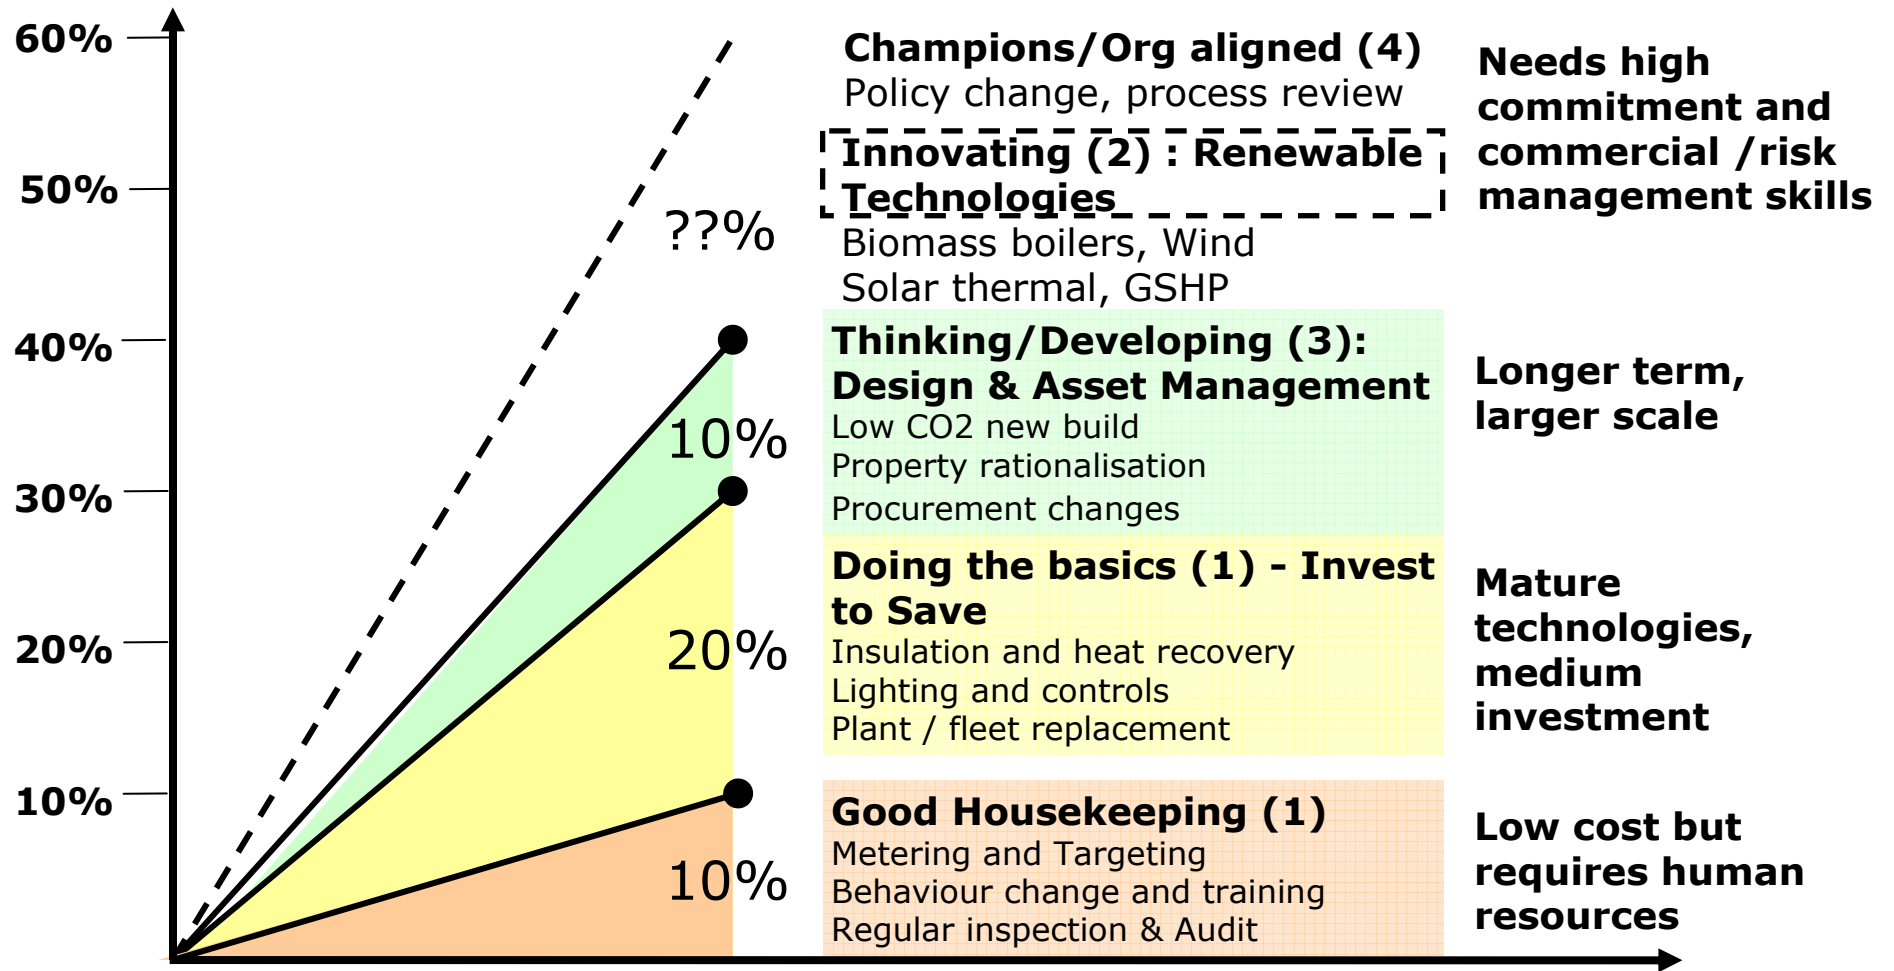 60%
50%
40%
30%
20%
10%
??%
10%
20%
10%
Champions/Org aligned (4)
Policy change, process review
Innovating (2) : Renewable
Technologies
Biomass boilers, Wind
Solar thermal, GSHP
Thinking/Developing (3):
Design & Asset Management
Low CO2 new build
Property rationalisation
Procurement changes
Doing the basics (1) - Invest
to Save
Insulation and heat recovery
Lighting and controls
Plant / fleet replacement
Good Housekeeping (1)
Metering and Targeting
Behaviour change and training
Regular inspection & Audit
Needs high
commitment and
commercial /risk
management skills
Longer term,
larger scale
Mature
technologies,
medium
investment
Low cost but
requires human
resources